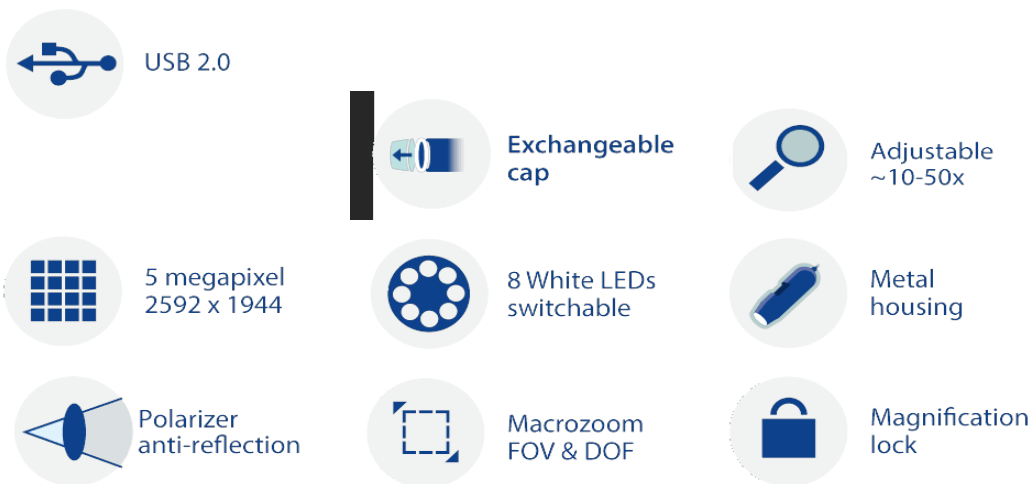 USB 2.0
Exchangeable
cap
Adjustable
~10-50x
5 megapixel
2592 x 1944
8 White LEDs
switchable
Metal
housing
Polarizer
anti-reflection
Macrozoom
FOV & DOF
Magnification
lock